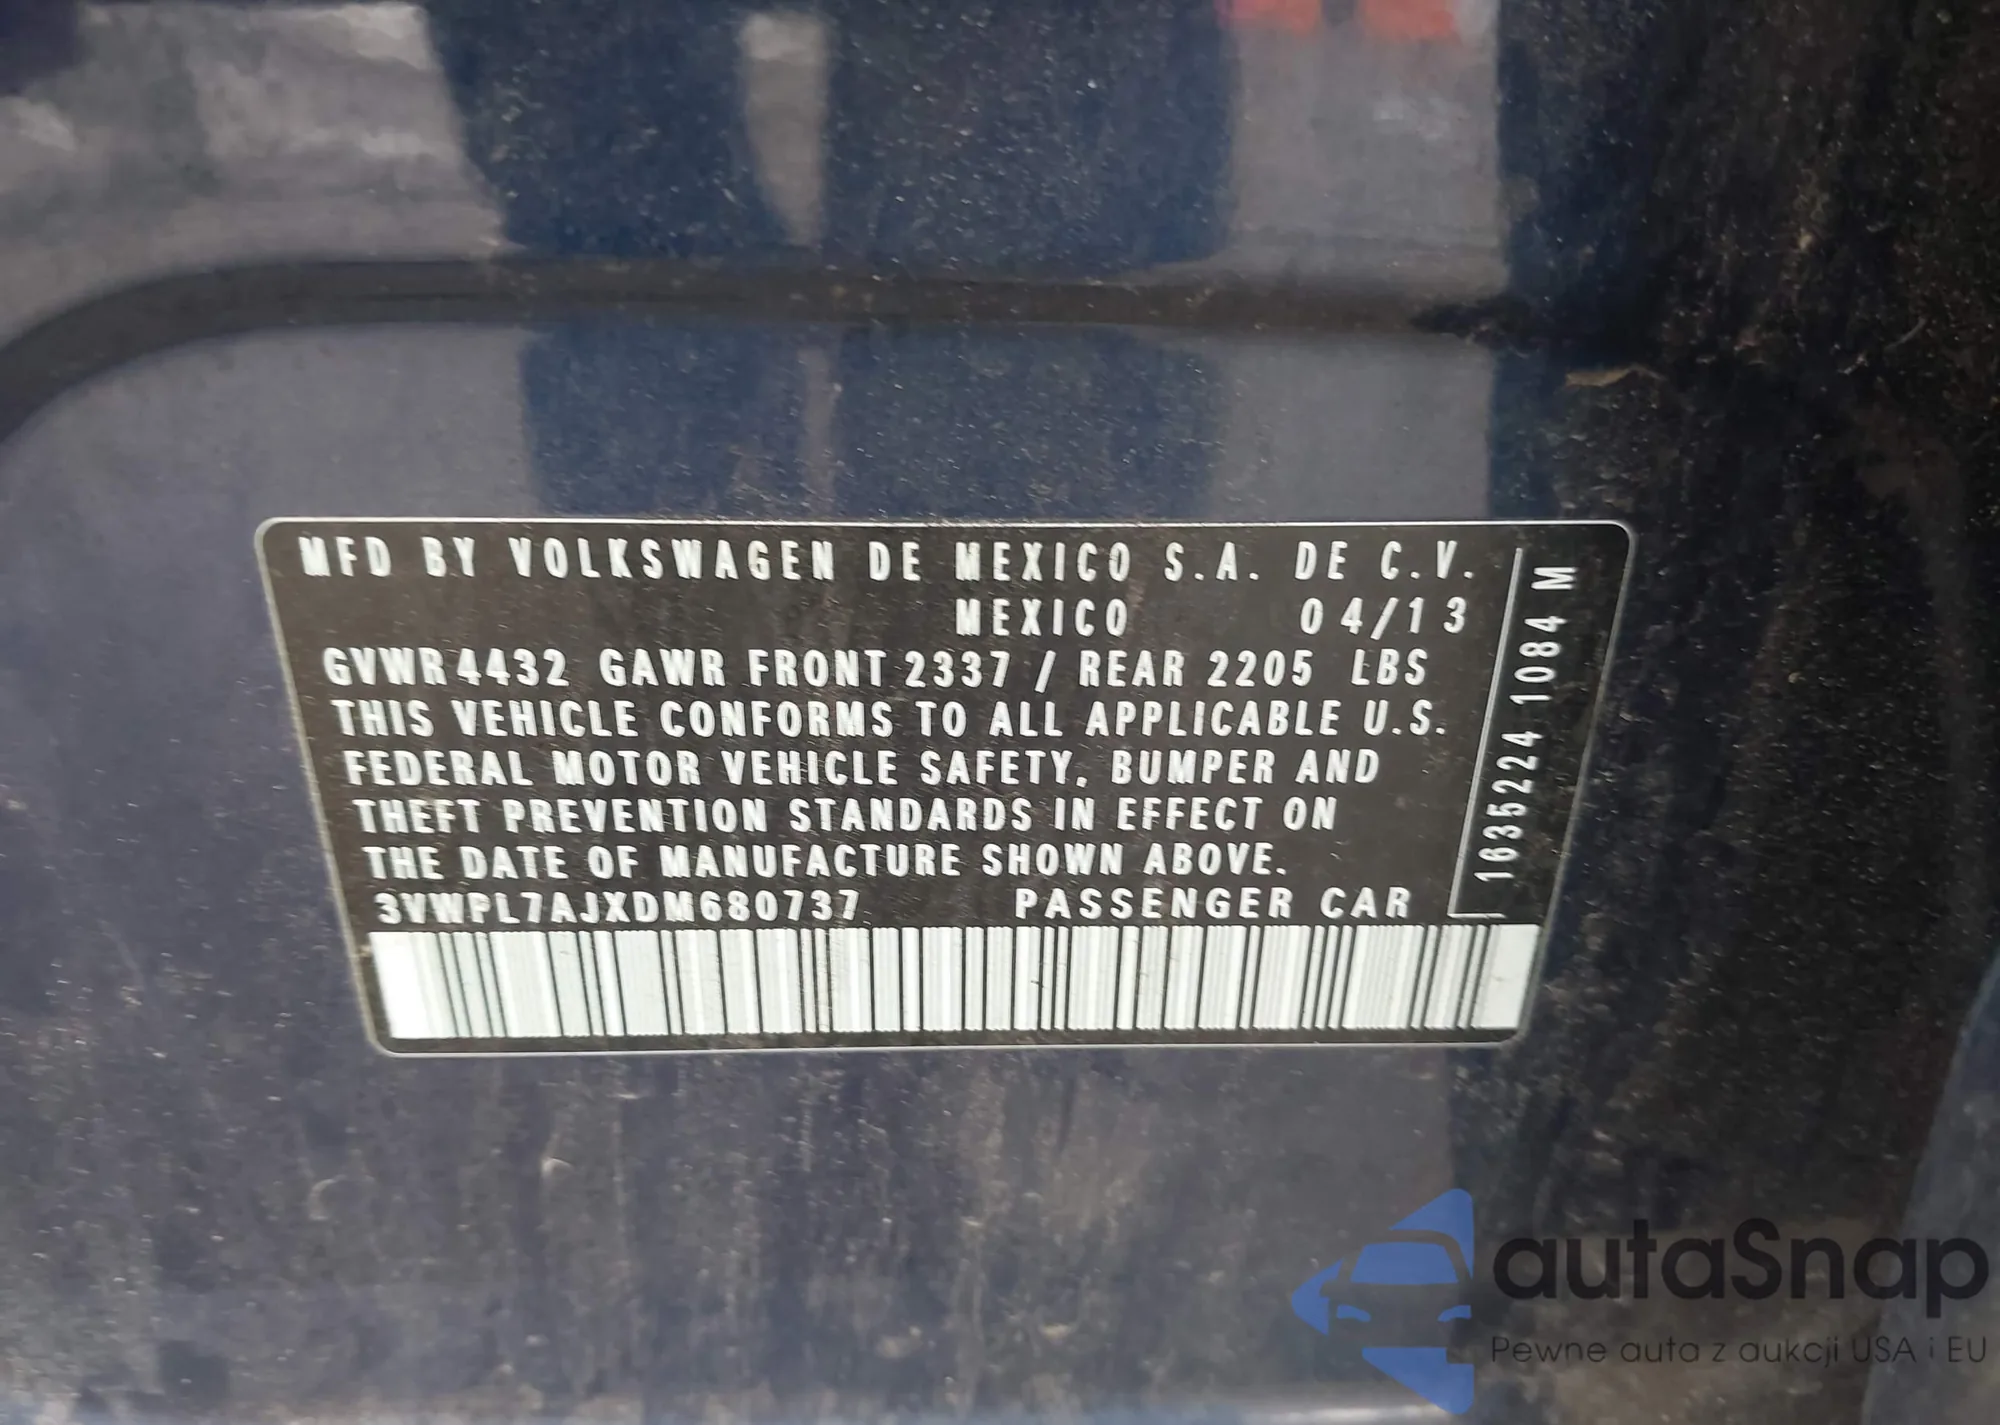 MFD BY VOLKSWAGEN DE MEXICO S.A. DE C.V.
MEXICO 04/13
GVWR 4432 GAWR FRONT 2337 / REAR 2205 LBS
THIS VEHICLE CONFORMS TO ALL APPLICABLE U.S.
FEDERAL MOTOR VEHICLE SAFETY, BUMPER AND
THEFT PREVENTION STANDARDS IN EFFECT ON
THE DATE OF MANUFACTURE SHOWN ABOVE.
3VWPL7AJXDM680737 PASSENGER CAR
1635224 1084 M
autaSnap
Pewne auta z aukcji USA i EU